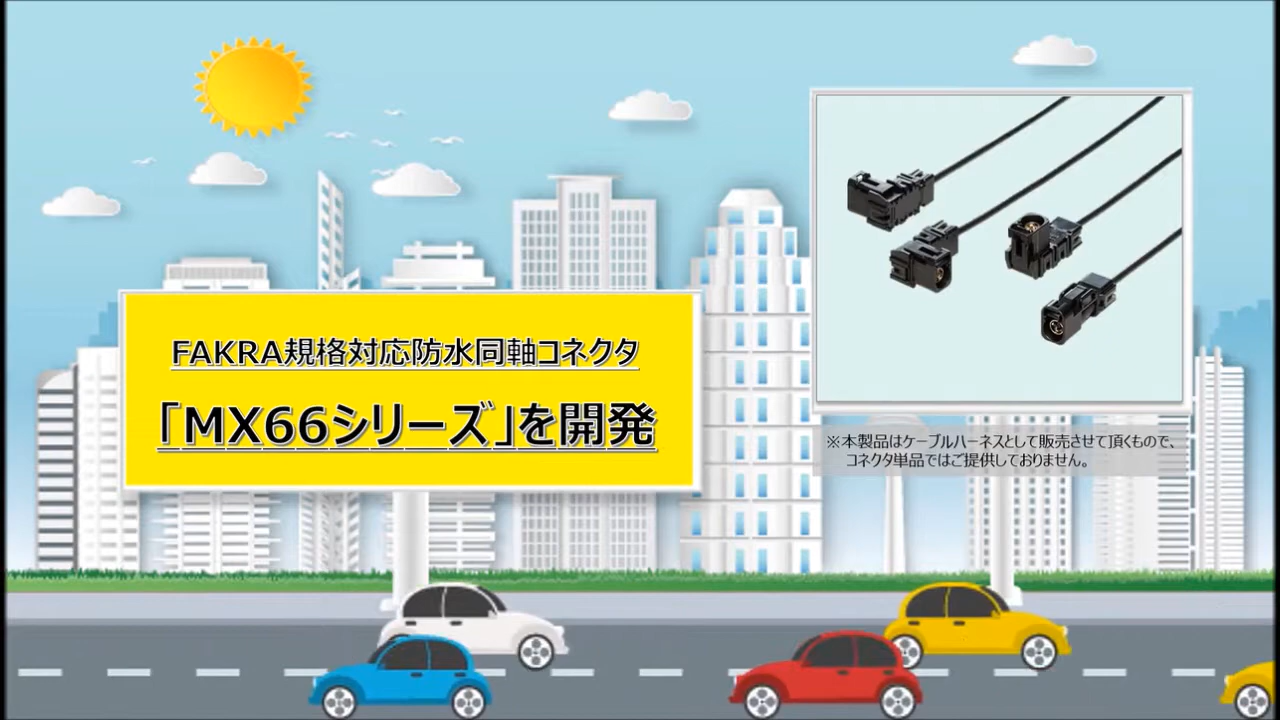 FAKRA規格対応防水同軸コネクタ
「MX66シリーズ」を開発
※本製品はケーブルハーネスとして販売させて頂くもので、
コネクタ単品ではご提供しておりません。